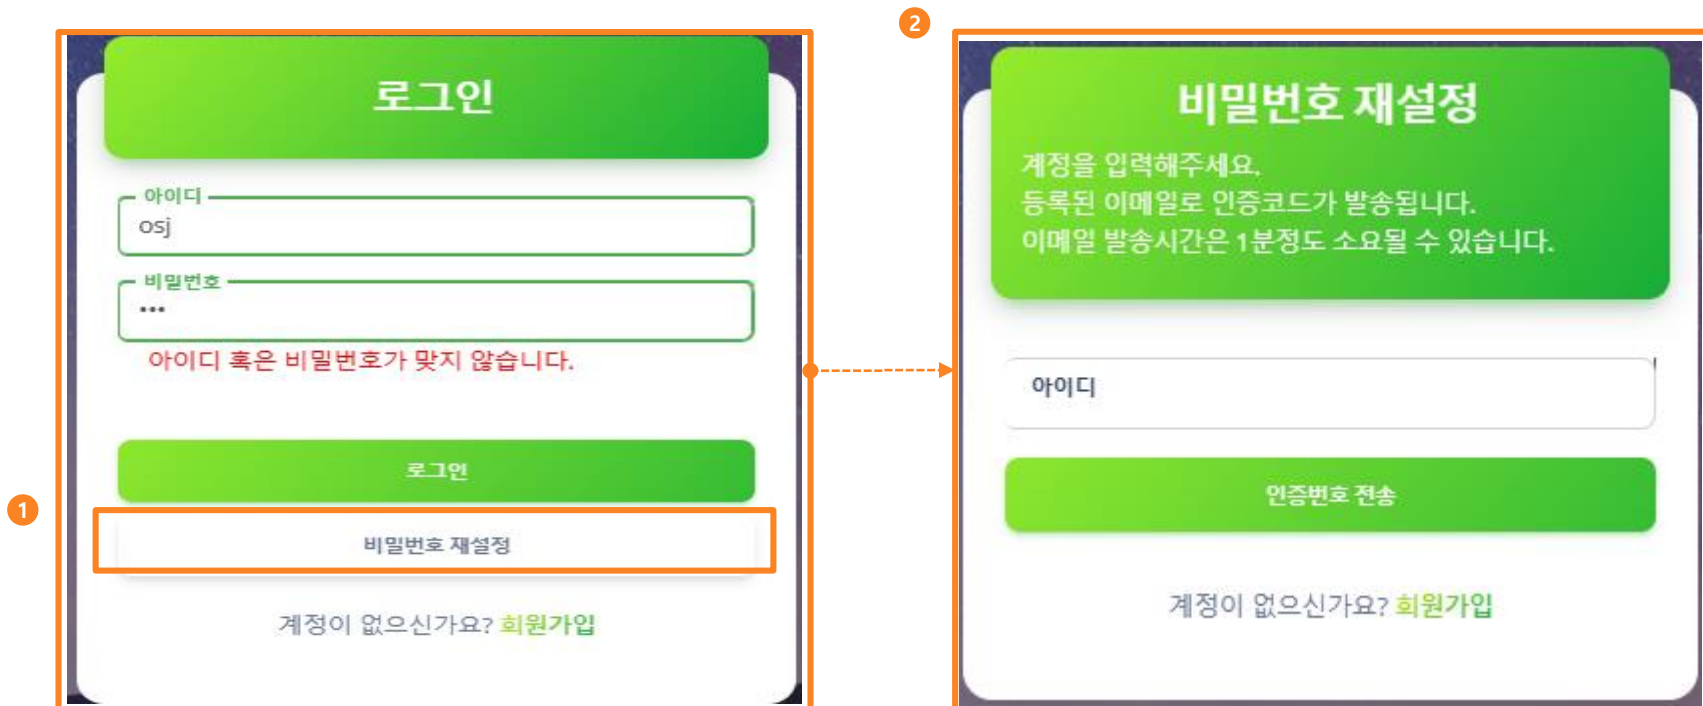 2
로그인
아이디
osj
비밀번호
•••
아이디 혹은 비밀번호가 맞지 않습니다.
로그인
1
비밀번호 재설정
계정이 없으신가요? 회원가입
비밀번호 재설정
계정을 입력해주세요.
등록된 이메일로 인증코드가 발송됩니다.
이메일 발송시간은 1분정도 소요될 수 있습니다.
아이디
인증번호 전송
계정이 없으신가요? 회원가입